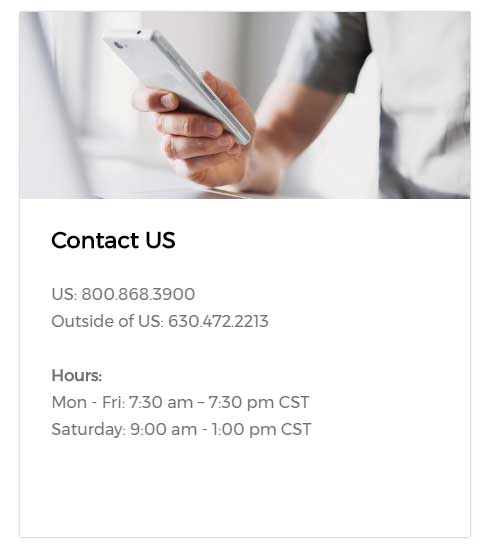 Contact US
US: 800.868.3900
Outside of US: 630.472.2213
Hours:
Mon - Fri: 7:30 am – 7:30 pm CST
Saturday: 9:00 am - 1:00 pm CST